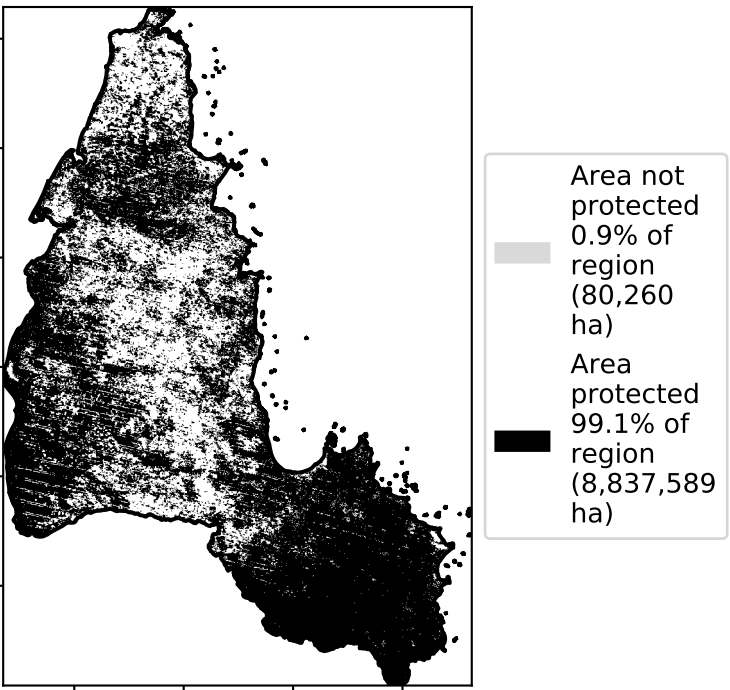 Area not
protected
0.9% of
region
(80,260
ha)
Area
protected
99.1% of
region
(8,837,589
ha)